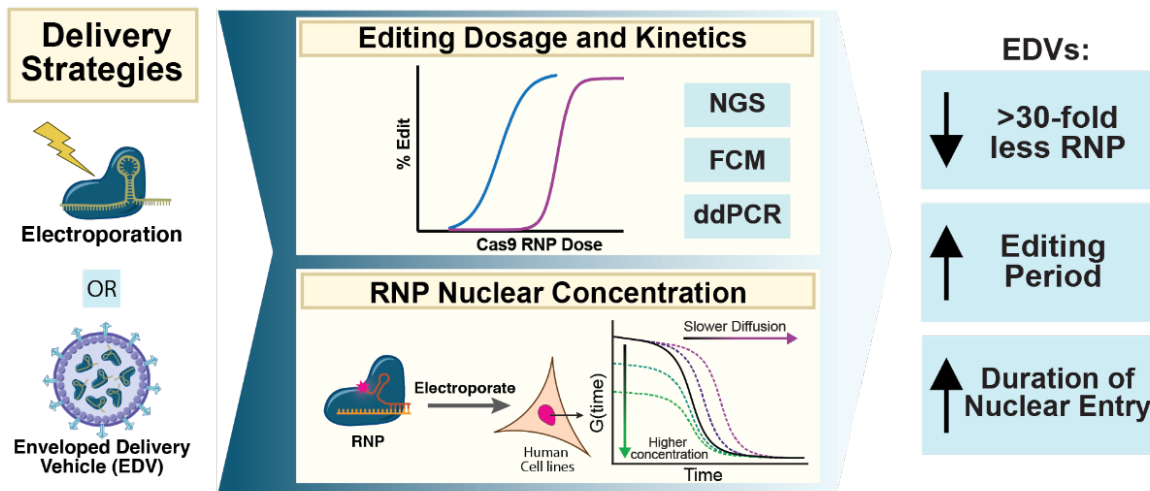 Delivery
Strategies
Electroporation
OR
Enveloped Delivery
Vehicle (EDV)
Editing Dosage and Kinetics
% Edit
Cas9 RNP Dose
NGS
FCM
ddPCR
RNP Nuclear Concentration
RNP
Electroporate
Human
Cell lines
G(time)
Slower Diffusion
Higher
concentration
Time
EDVs:
>30-fold
less RNP
Editing
Period
Duration of
Nuclear Entry